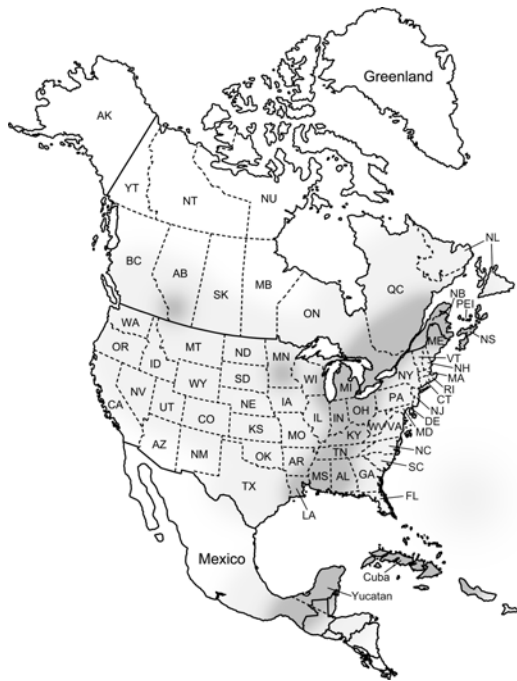 Greenland
AK
YT
NT
NU
NL
BC
AB
SK
MB
ON
QC
NB
PEI
NS
ME
VT
NH
MA
RI
CT
NJ
DE
MD
NC
SC
FL
WA
OR
ID
MT
ND
MN
WI
MI
NY
WY
SD
IA
PA
NV
UT
CO
NE
IL
IN
OH
CA
KS
MO
KY
WV
VA
AZ
NM
OK
AR
TN
TX
MS
AL
GA
LA
Mexico
Cuba
Yucatan